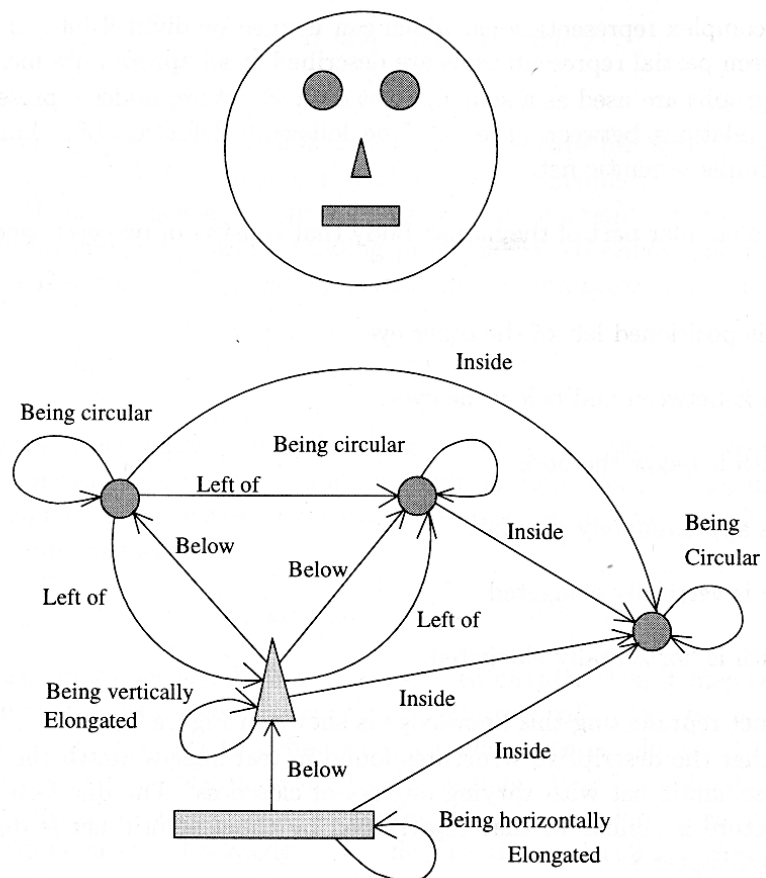 Inside
Being circular
Being circular
Left of
Being
Circular
Inside
Below
Below
Left of
Left of
Being vertically
Elongated
Inside
Inside
Below
Being horizontally
Elongated